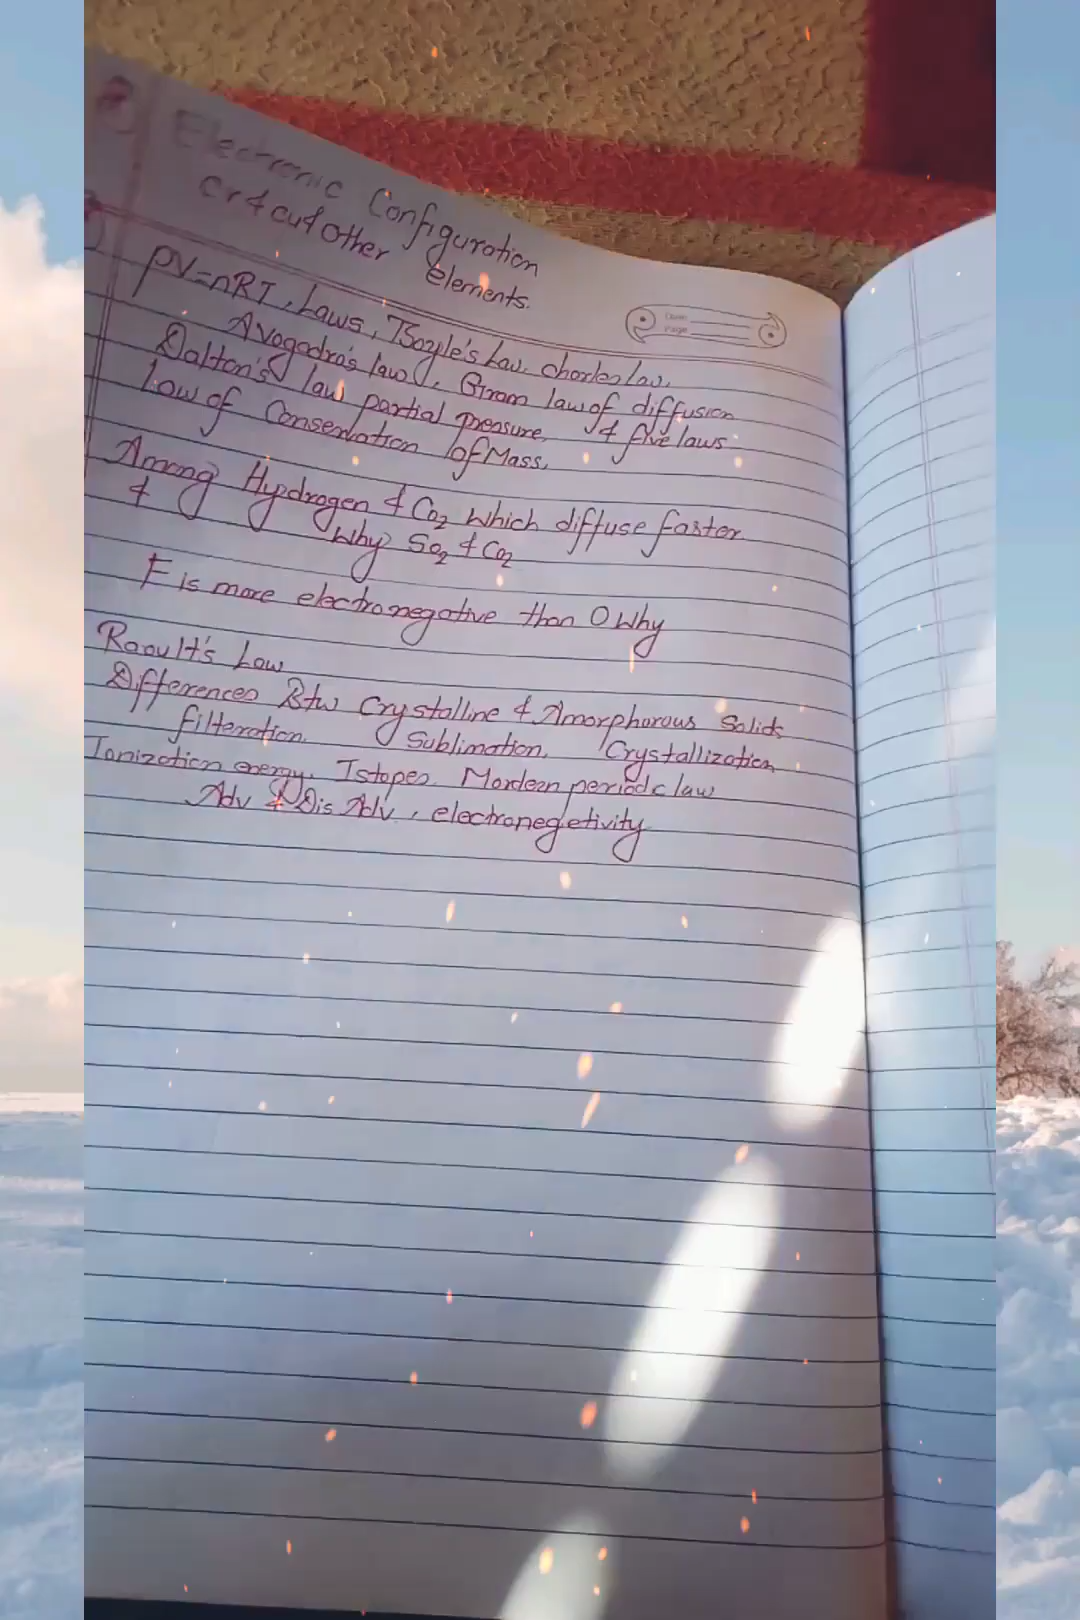 Electronic Configuration
Cr & Cu & Other elements.
PV=nRT, Laws, Boyle's Law. Charles law.
Avogadro's law, Gram law of diffusion
Dalton's law partial pressure, & five laws
Low of Conservation of Mass.
Among Hydrogen & CO2 which diffuse faster
& Why SO2 & CO2
F is more electronegative than O Why
Raoult's Law
Differences Btw Crystalline & Amorphorous Solids
filteration. Sublimation, Crystallization
Ionization energy. Istopes. Mordern periodic law
Adv & Dis Adv, electronegetivity